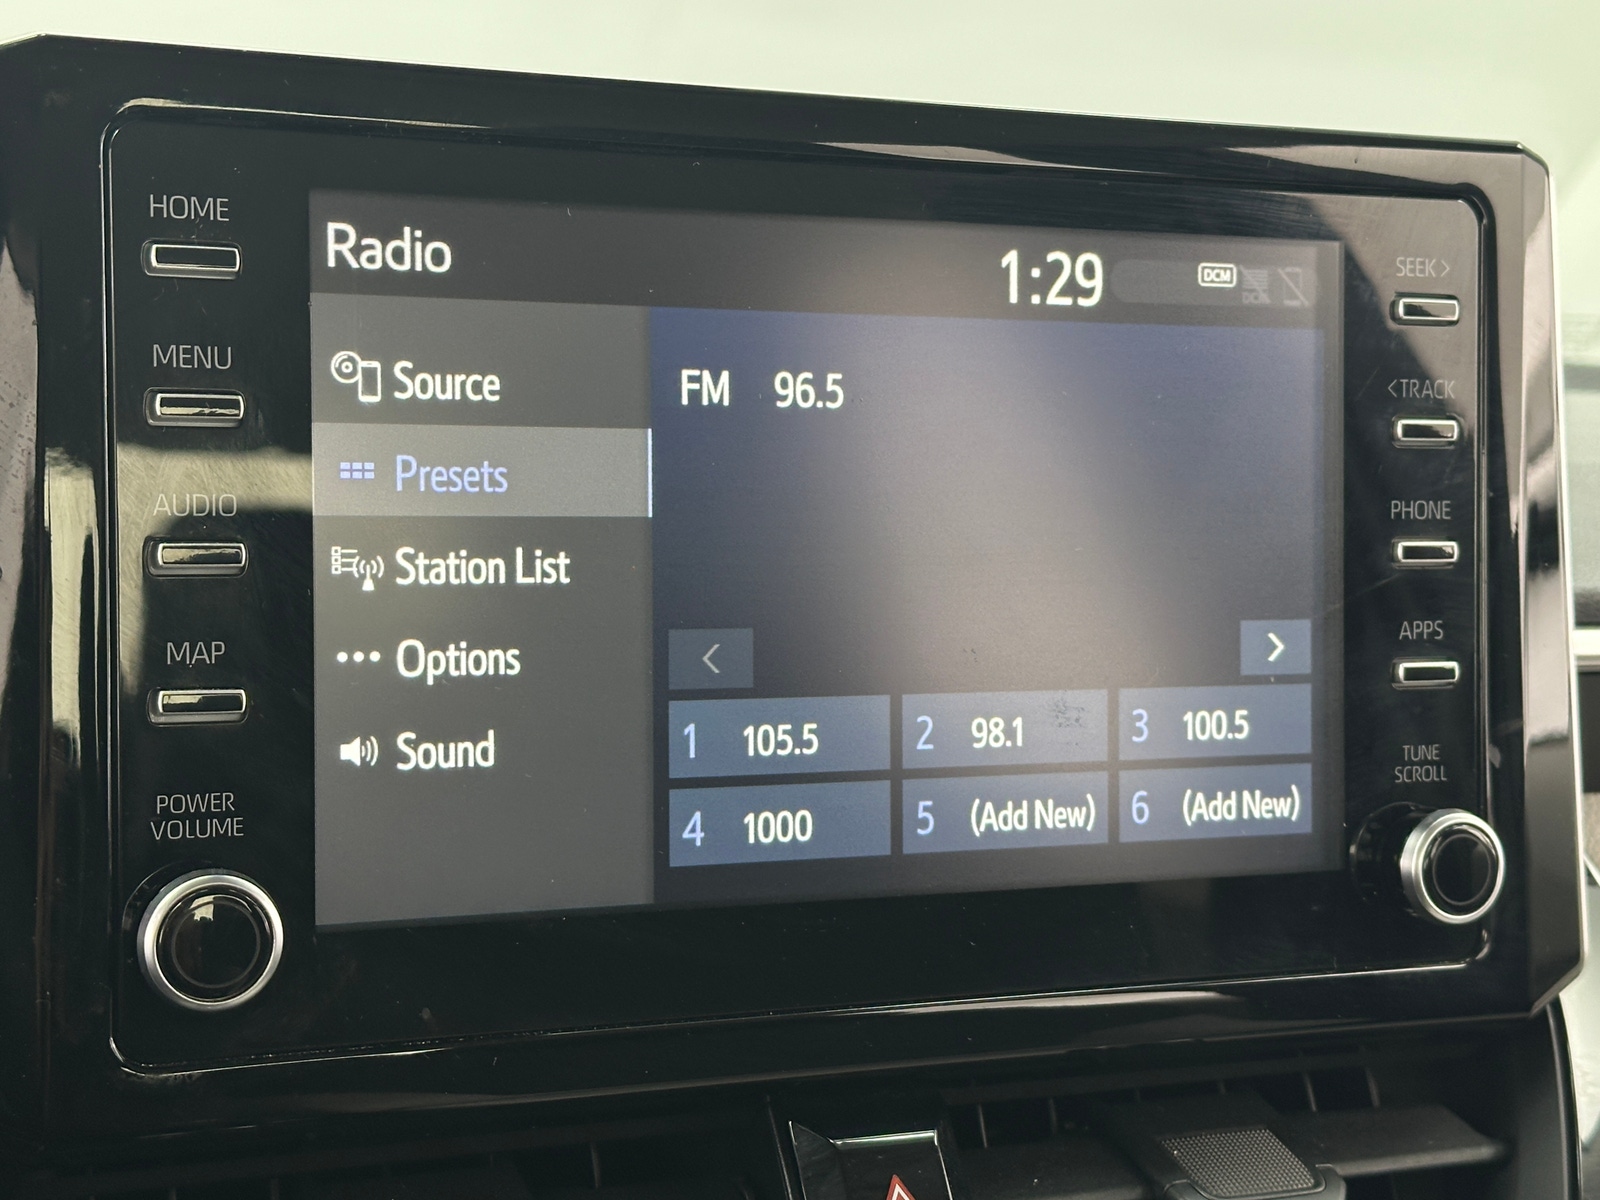 HOME
MENU
AUDIO
MAP
POWER
VOLUME
Radio
1:29
DCM
Source
Presets
Station List
Options
Sound
FM 96.5
<
>
1 105.5
2 98.1
3 100.5
4 1000
5 (Add New)
6 (Add New)
SEEK>
<TRACK
PHONE
APPS
TUNE
SCROLL